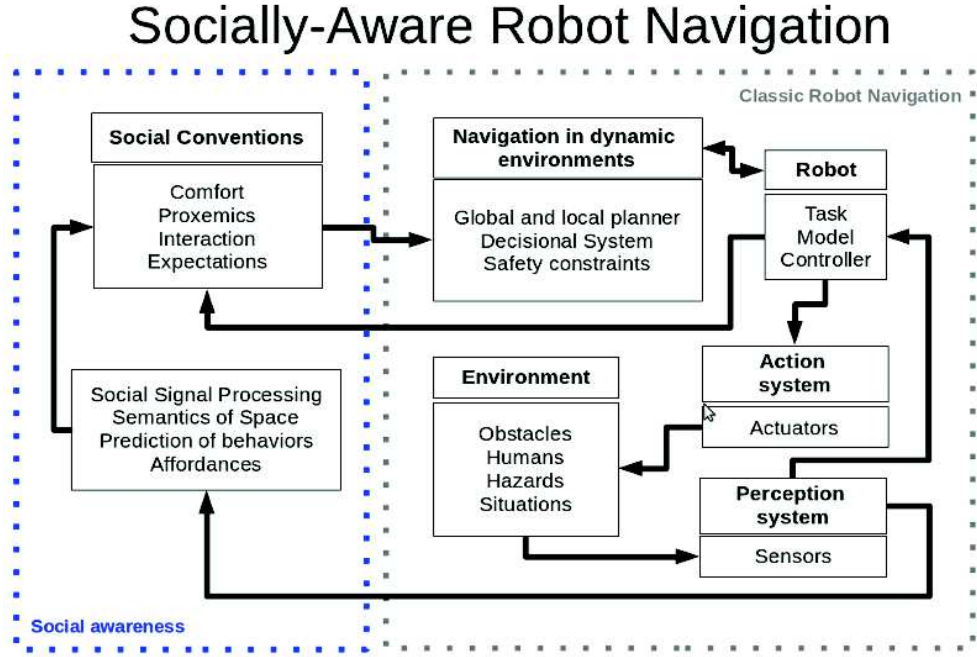 Socially-Aware Robot Navigation
Classic Robot Navigation
Social Conventions
Comfort
Proxemics
Interaction
Expectations
Navigation in dynamic
environments
Global and local planner
Decisional System
Safety constraints
Robot
Task
Model
Controller
Social Signal Processing
Semantics of Space
Prediction of behaviors
Affordances
Environment
Obstacles
Humans
Hazards
Situations
Action
system
Actuators
Perception
system
Sensors
Social awareness